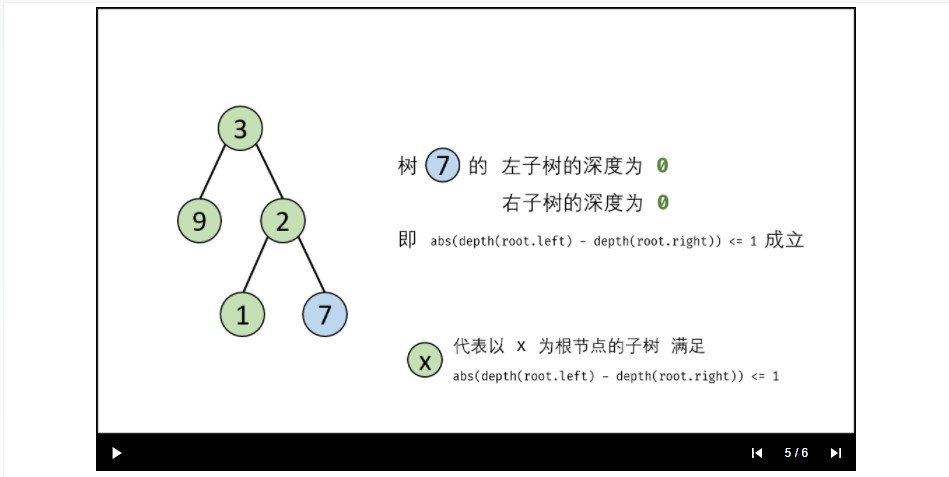 3
树 7 的 左子树的深度为 0
右子树的深度为 0
9 2
即 abs(depth(root.left) - depth(root.right)) <= 1 成立
1 7
x 代表以 x 为根节点的子树 满足
abs(depth(root.left) - depth(root.right)) <= 1
5 / 6